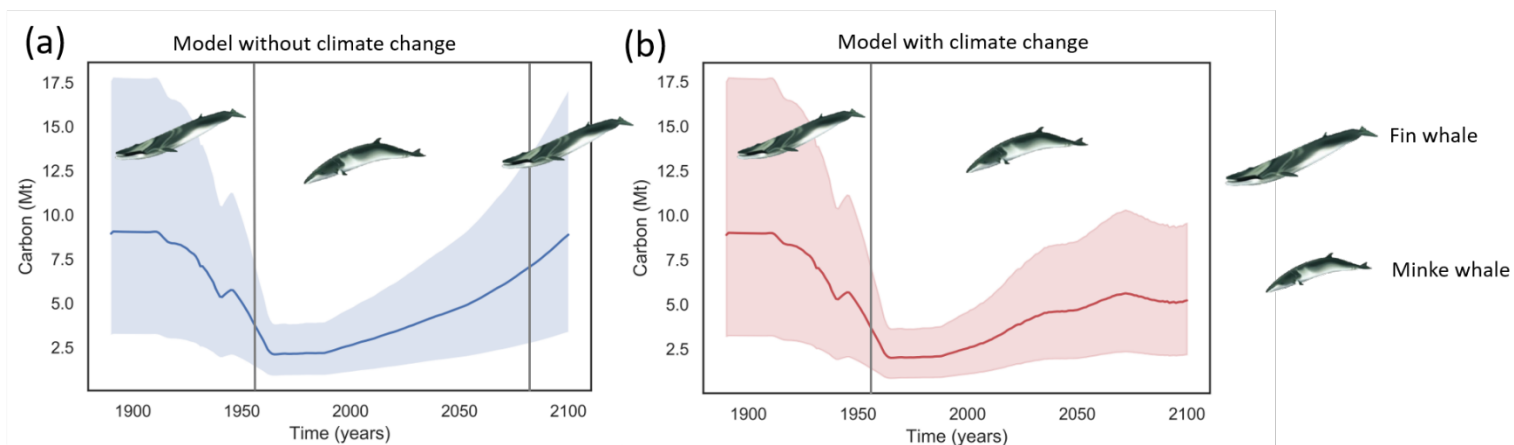 (a)
Model without climate change
Carbon (Mt)
17.5
15.0
12.5
10.0
7.5
5.0
2.5
1900
1950
2000
2050
2100
Time (years)
(b)
Model with climate change
Carbon (Mt)
17.5
15.0
12.5
10.0
7.5
5.0
2.5
1900
1950
2000
2050
2100
Time (years)
Fin whale
Minke whale